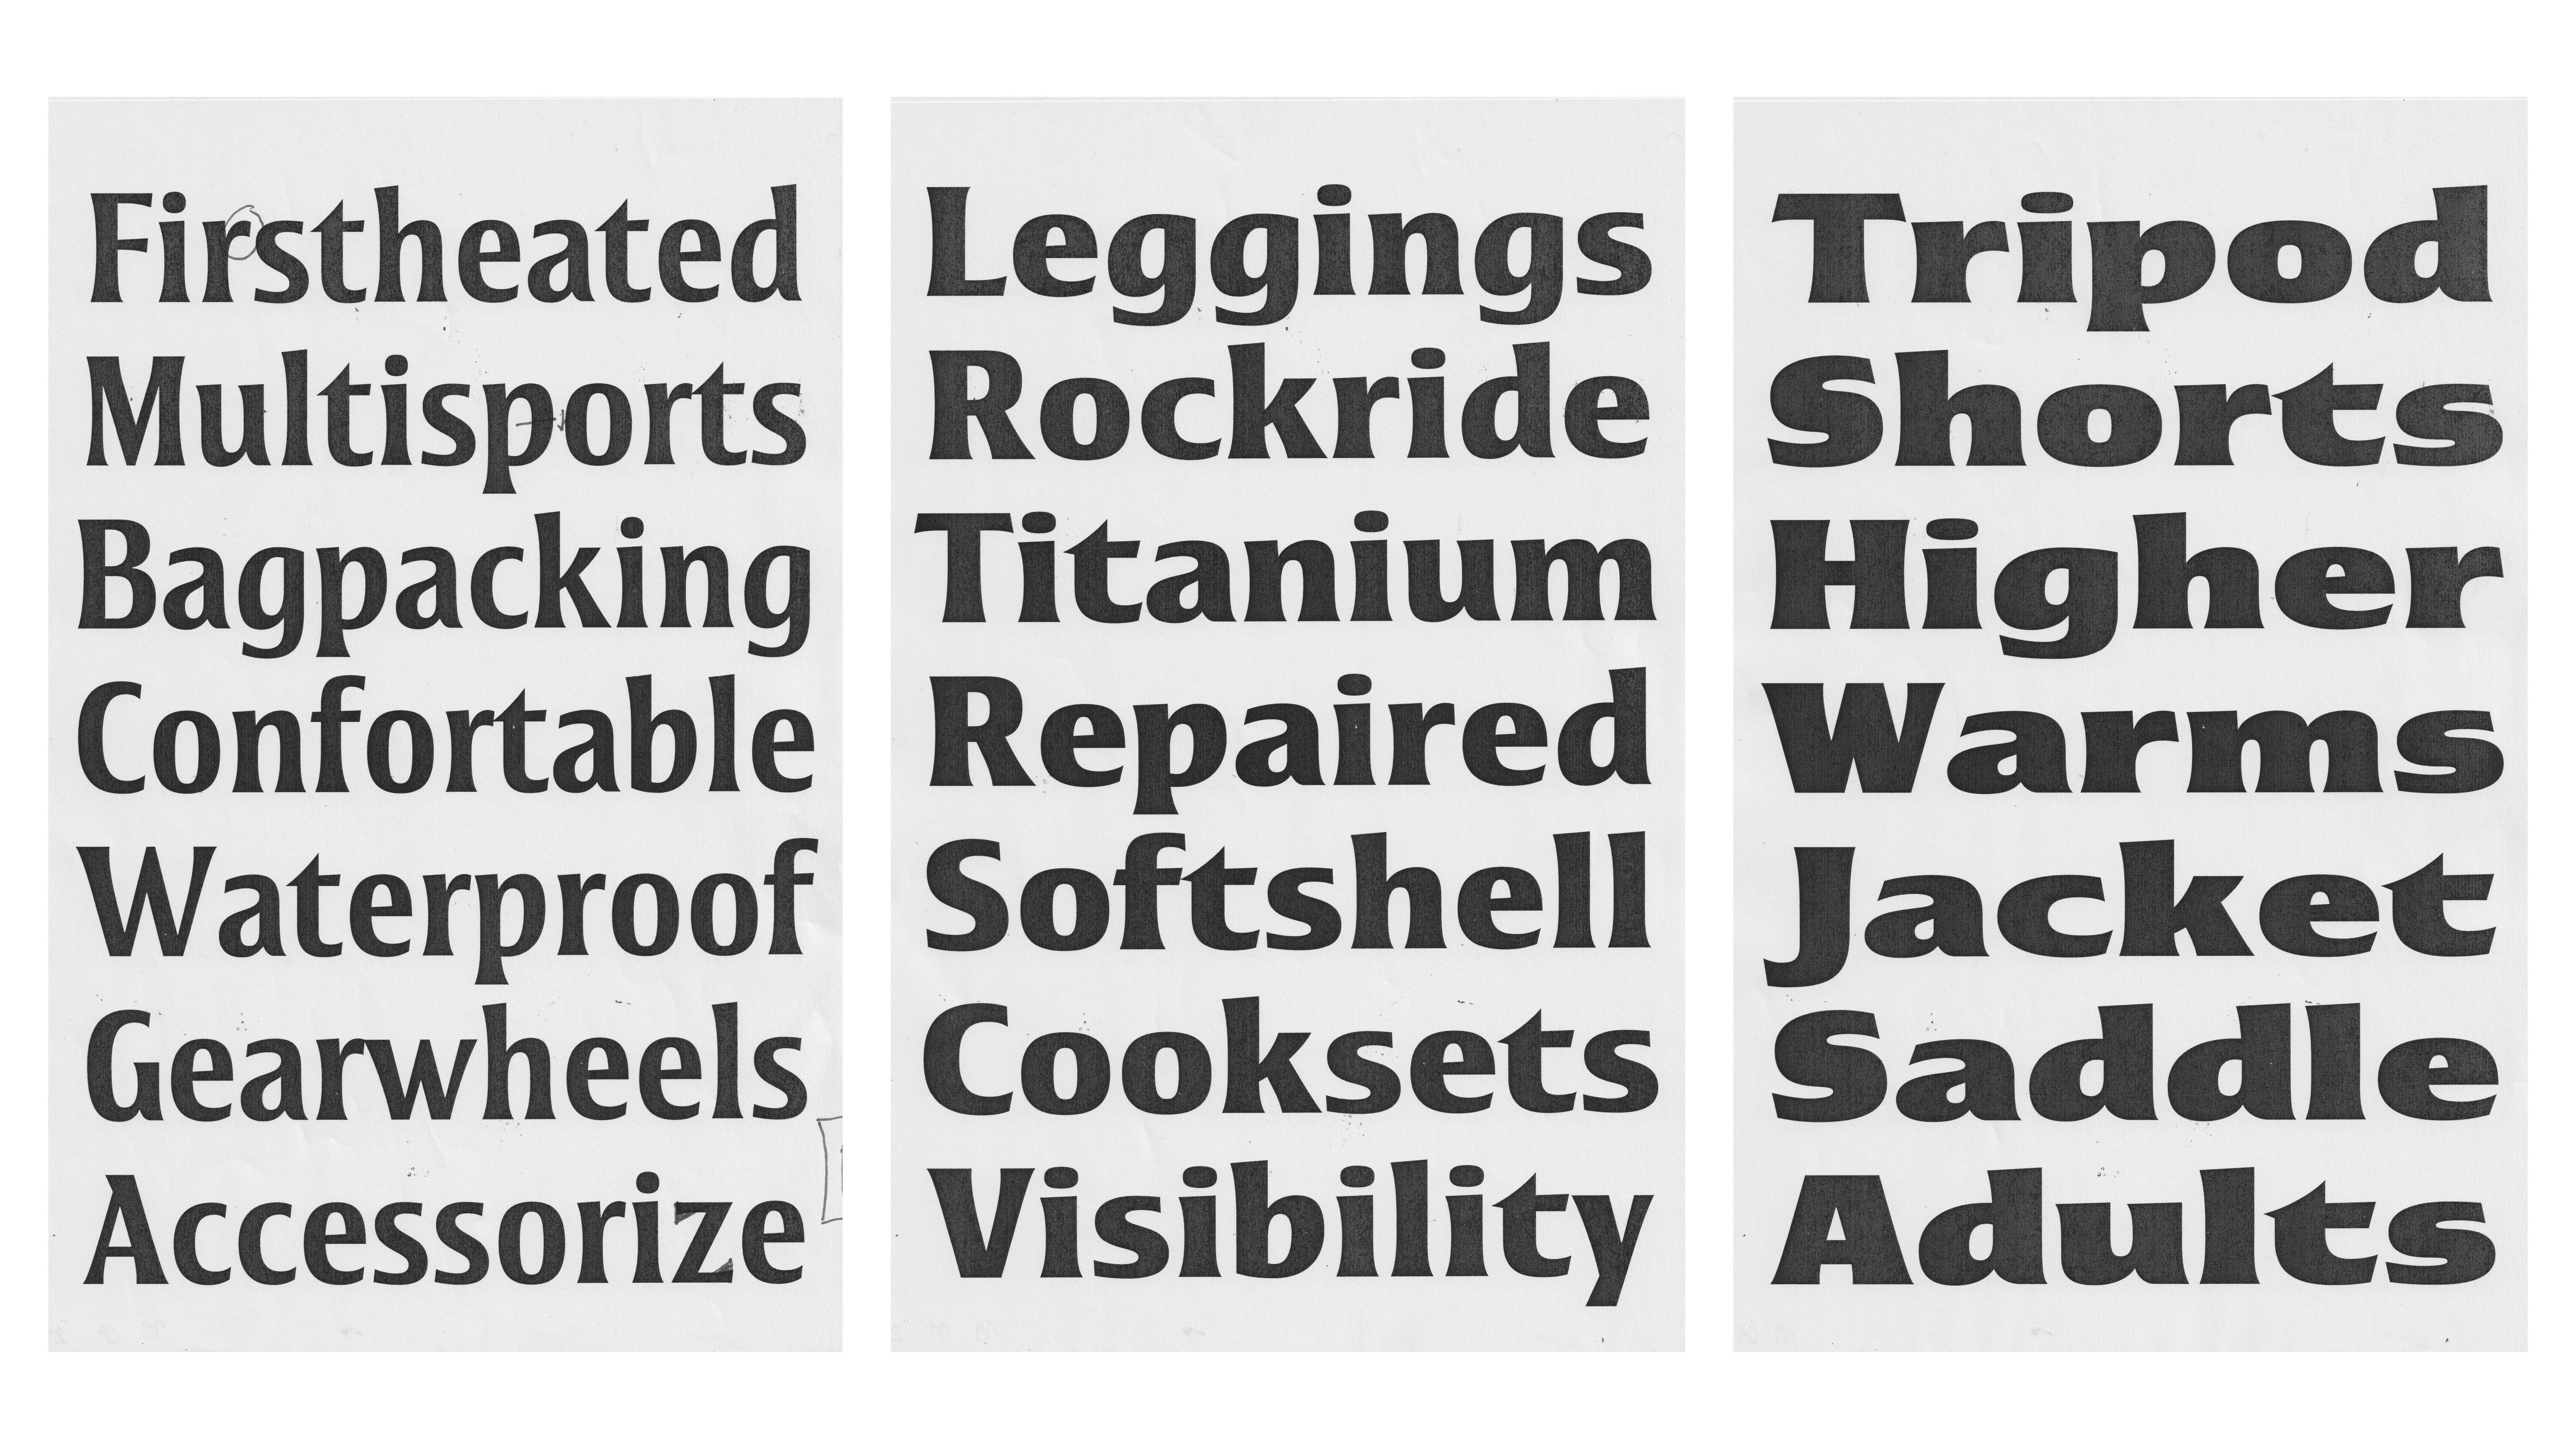 Firstheated
Multisports
Bagpacking
Confortable
Waterproof
Gearwheels
Accessorize
Leggings
Rockride
Titanium
Repaired
Softshell
Cooksets
Visibility
Tripod
Shorts
Higher
Warms
Jacket
Saddle
Adults